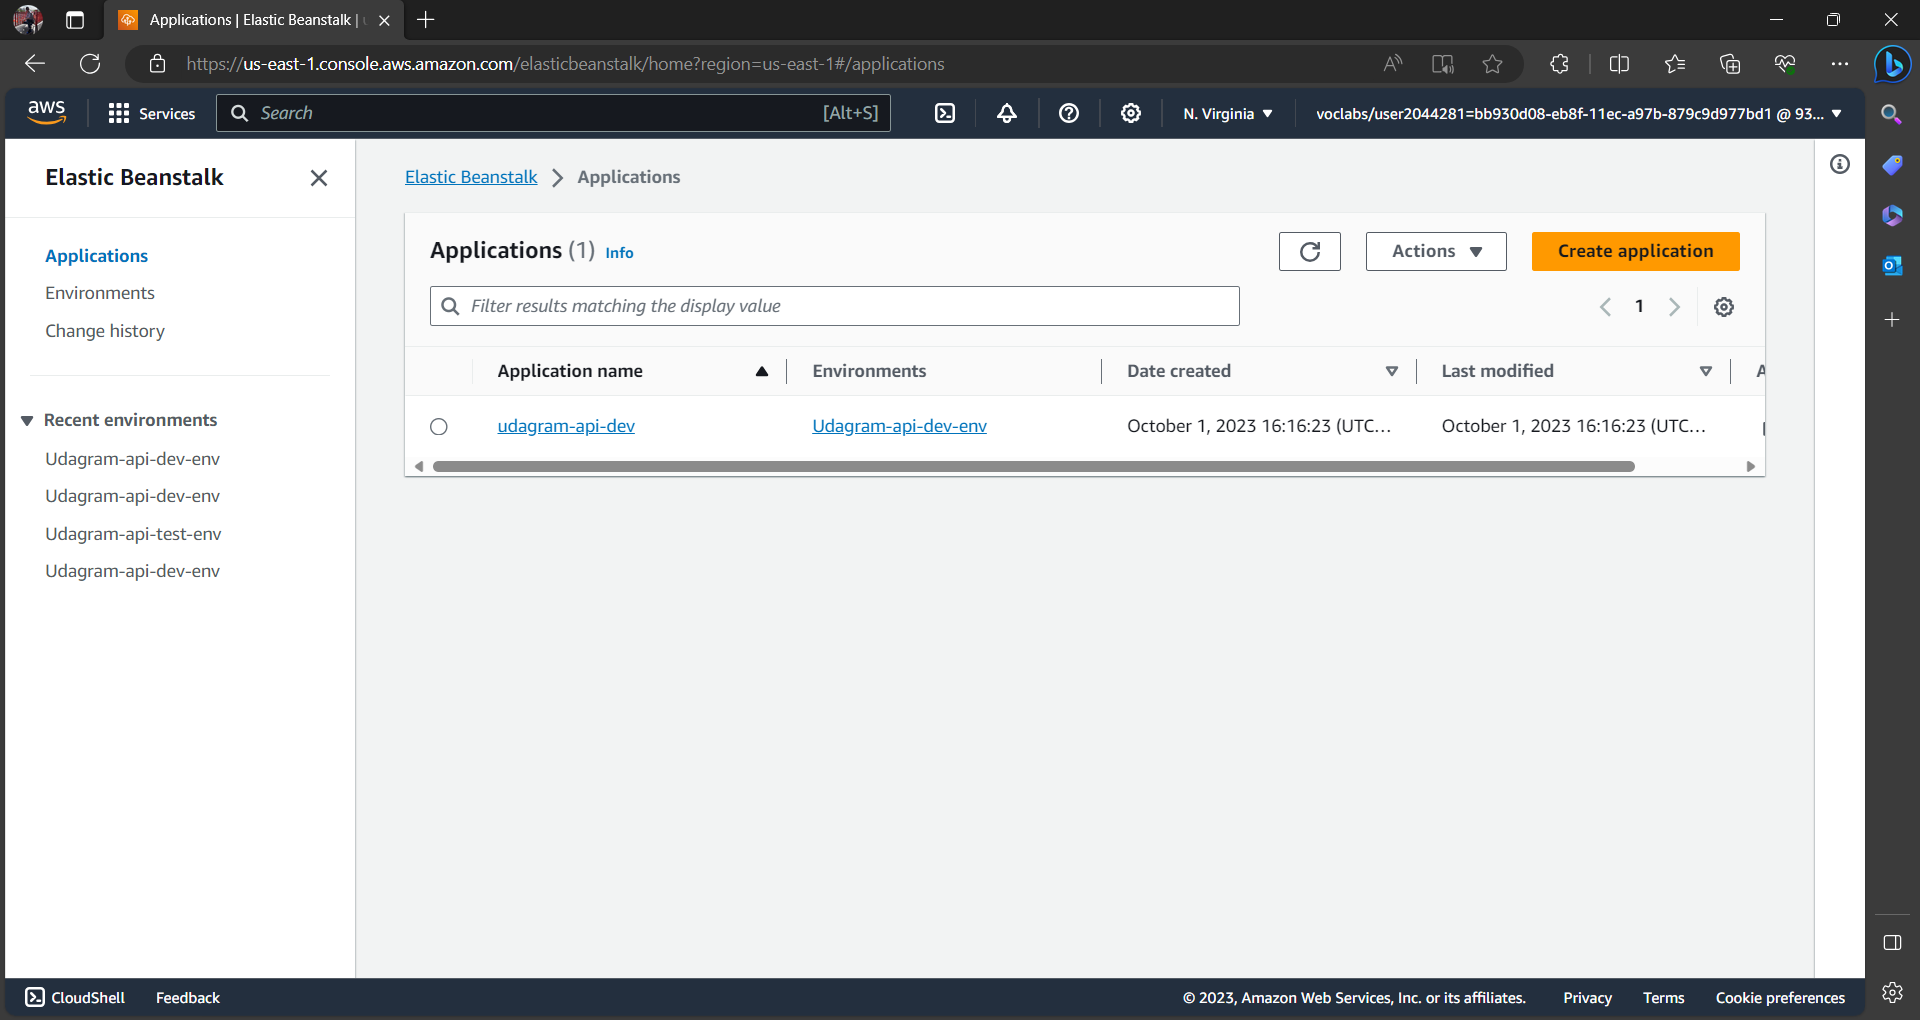 Applications | Elastic Beanstalk |
https://us-east-1.console.aws.amazon.com/elasticbeanstalk/home?region=us-east-1#/applications
aws
Services
Search
[Alt+S]
N. Virginia
voclabs/user2044281=bb930d08-eb8f-11ec-a97b-879c9d977bd1 @ 93...
Elastic Beanstalk
Applications
Environments
Change history
Recent environments
Udagram-api-dev-env
Udagram-api-dev-env
Udagram-api-test-env
Udagram-api-dev-env
Elastic Beanstalk > Applications
Applications (1) Info
Actions
Create application
Filter results matching the display value
1
Application name
Environments
Date created
Last modified
A
udagram-api-dev
Udagram-api-dev-env
October 1, 2023 16:16:23 (UTC...
October 1, 2023 16:16:23 (UTC...
CloudShell
Feedback
© 2023, Amazon Web Services, Inc. or its affiliates.
Privacy
Terms
Cookie preferences